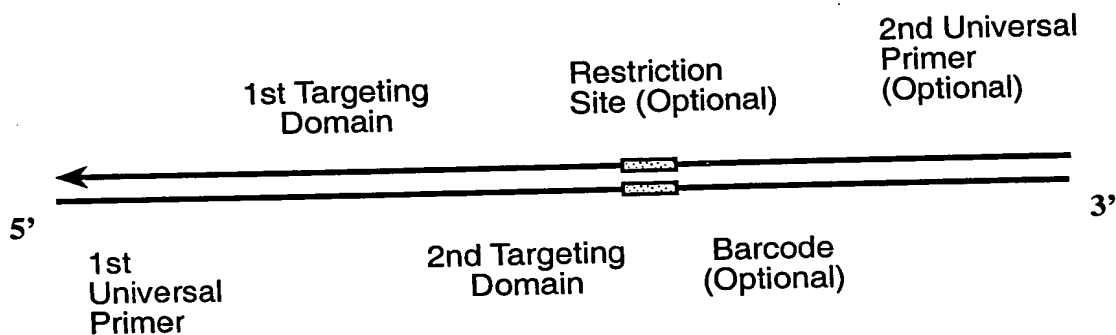 2nd Universal
Primer
(Optional)
Restriction
Site (Optional)
1st Targeting
Domain
5'
3'
1st
Universal
Primer
2nd Targeting
Domain
Barcode
(Optional)